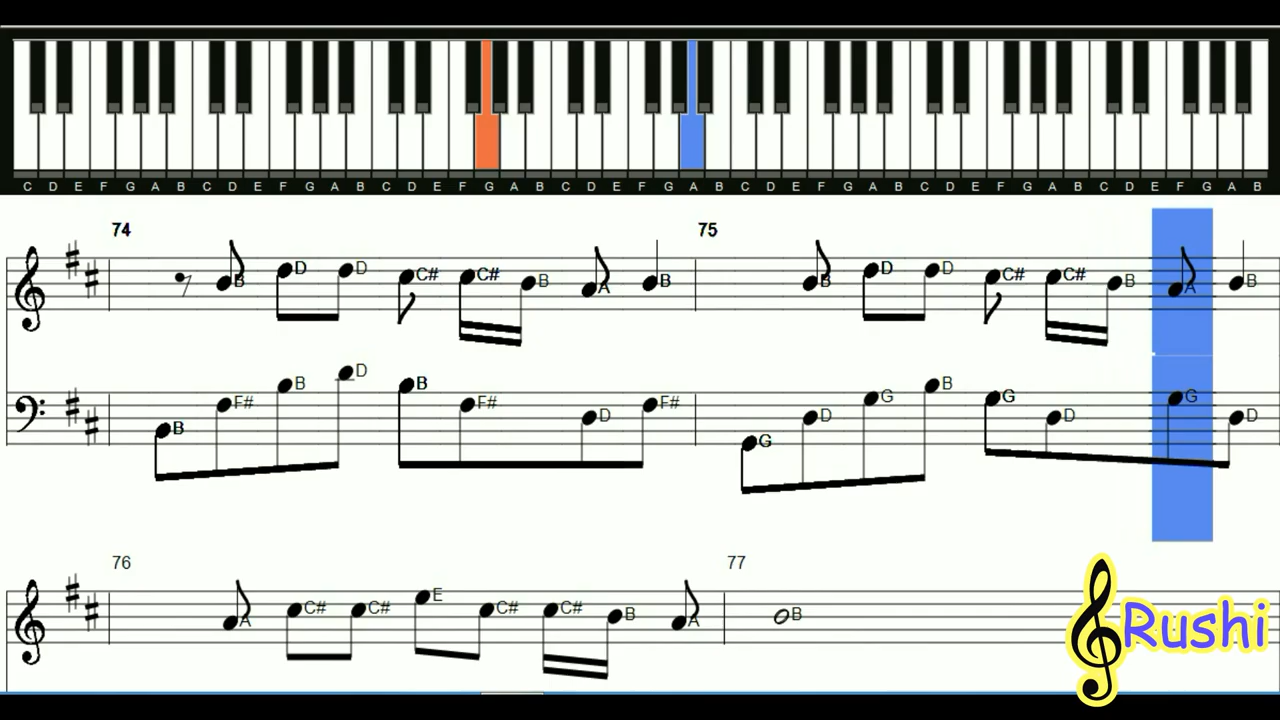 C D E F G A B C D E F G A B C D E F G A B C D E F G A B C D E F G A B C D E F G A B
74 75
B D D C# C# B A B B D D C# C# B A B
B F# B D B F# D F# G D G B G D G D
76 77
A C# C# E C# C# B A B
Rushi